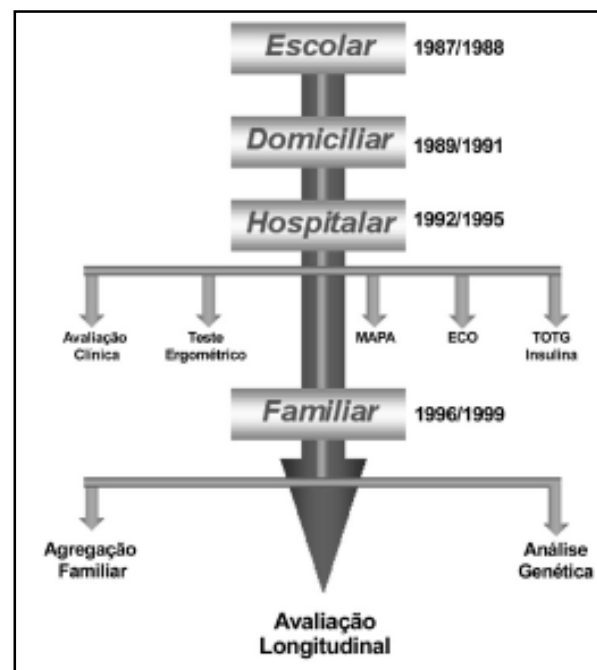 Escolar 1987/1988
Domiciliar 1989/1991
Hospitalar 1992/1995
Avaliação
Clínica
Teste
Ergométrico
MAPA
ECO
TOTG
Insulina
Familiar 1996/1999
Agregação
Familiar
Análise
Genética
Avaliação
Longitudinal